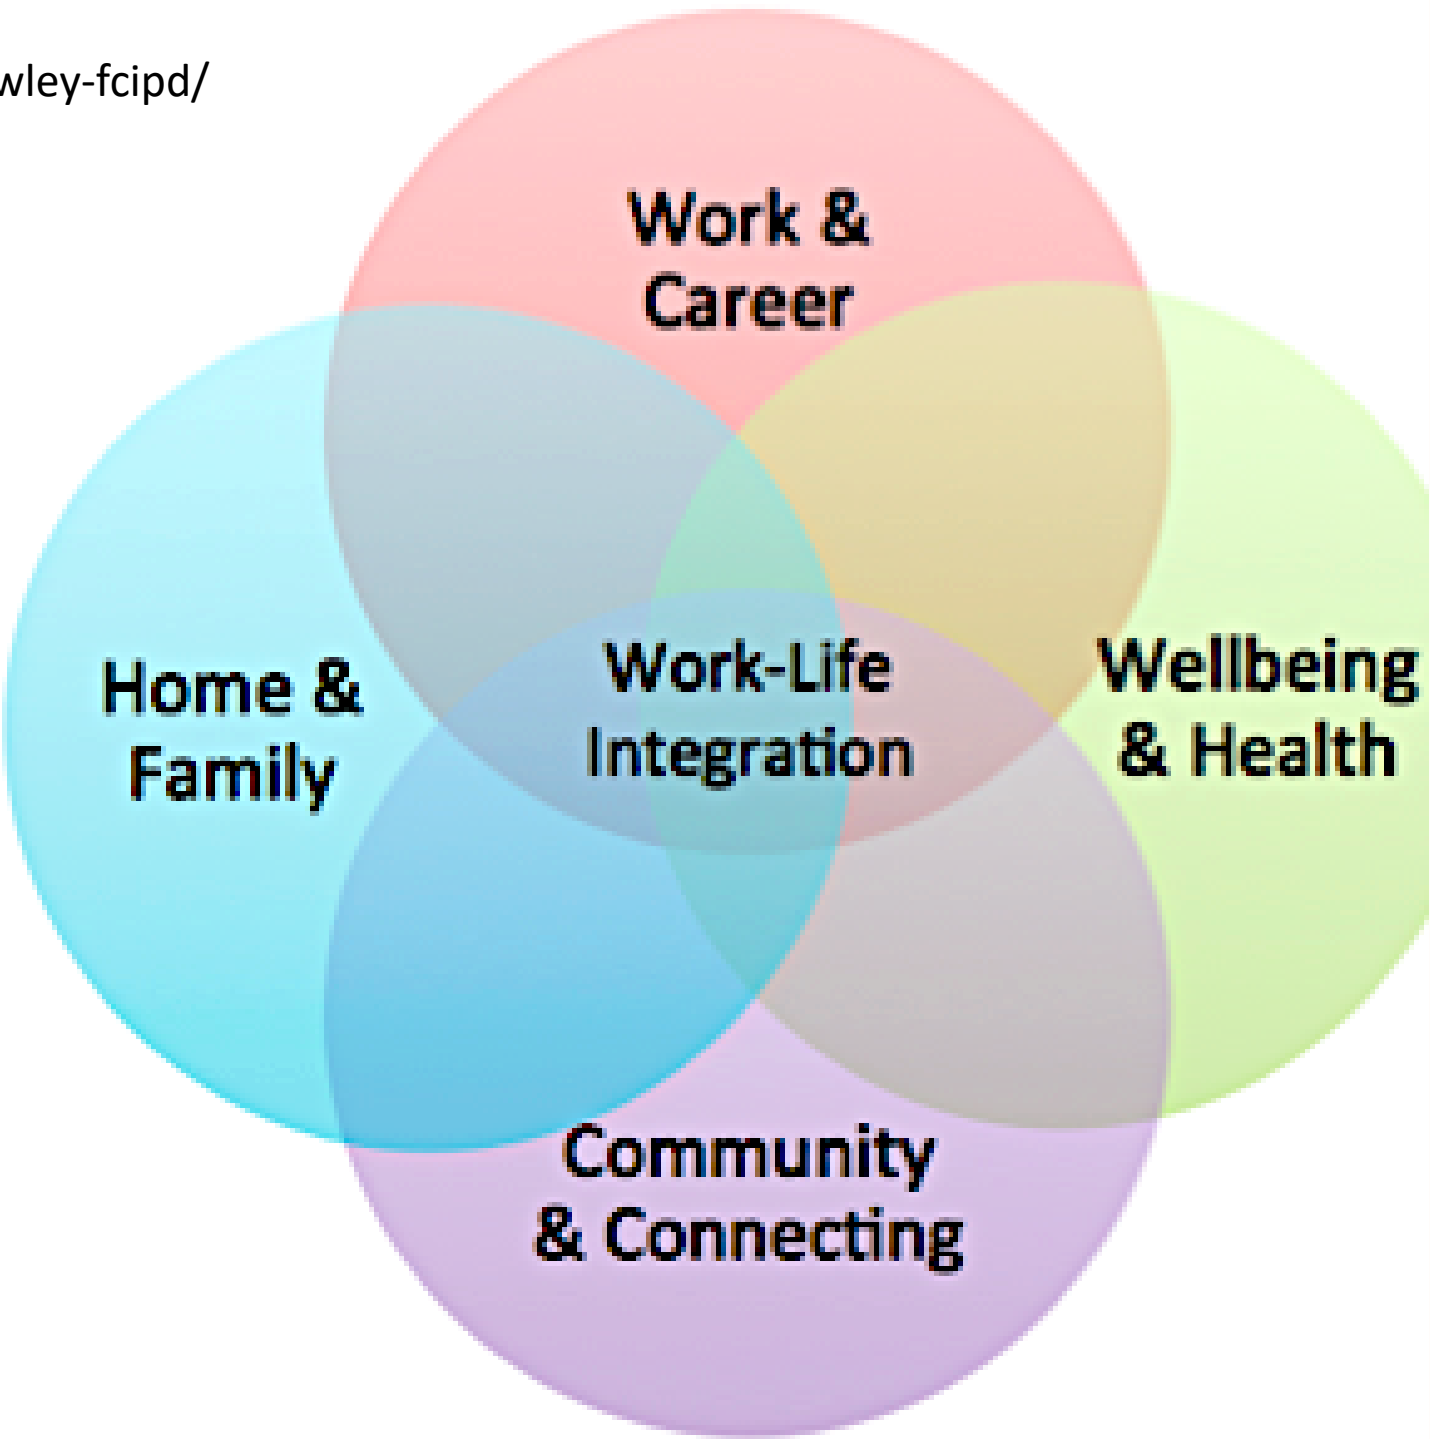 wley-fcipd/
Work &
Career
Home &
Family
Work-Life
Integration
Wellbeing
& Health
Community
& Connecting